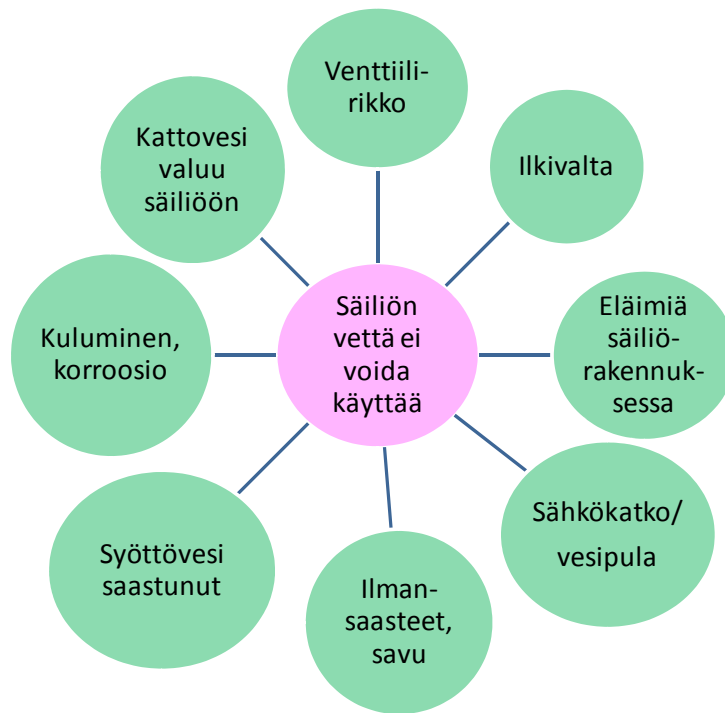 Venttiili-
rikko
Ilkivalta
Eläimiä
säiliö-
rakennuk-
sessa
Sähkökatko/
vesipula
Ilman-
saasteet,
savu
Syöttövesi
saastunut
Kuluminen,
korroosio
Kattovesi
valuu
säiliöön
Säiliön
vettä ei
voida
käyttää